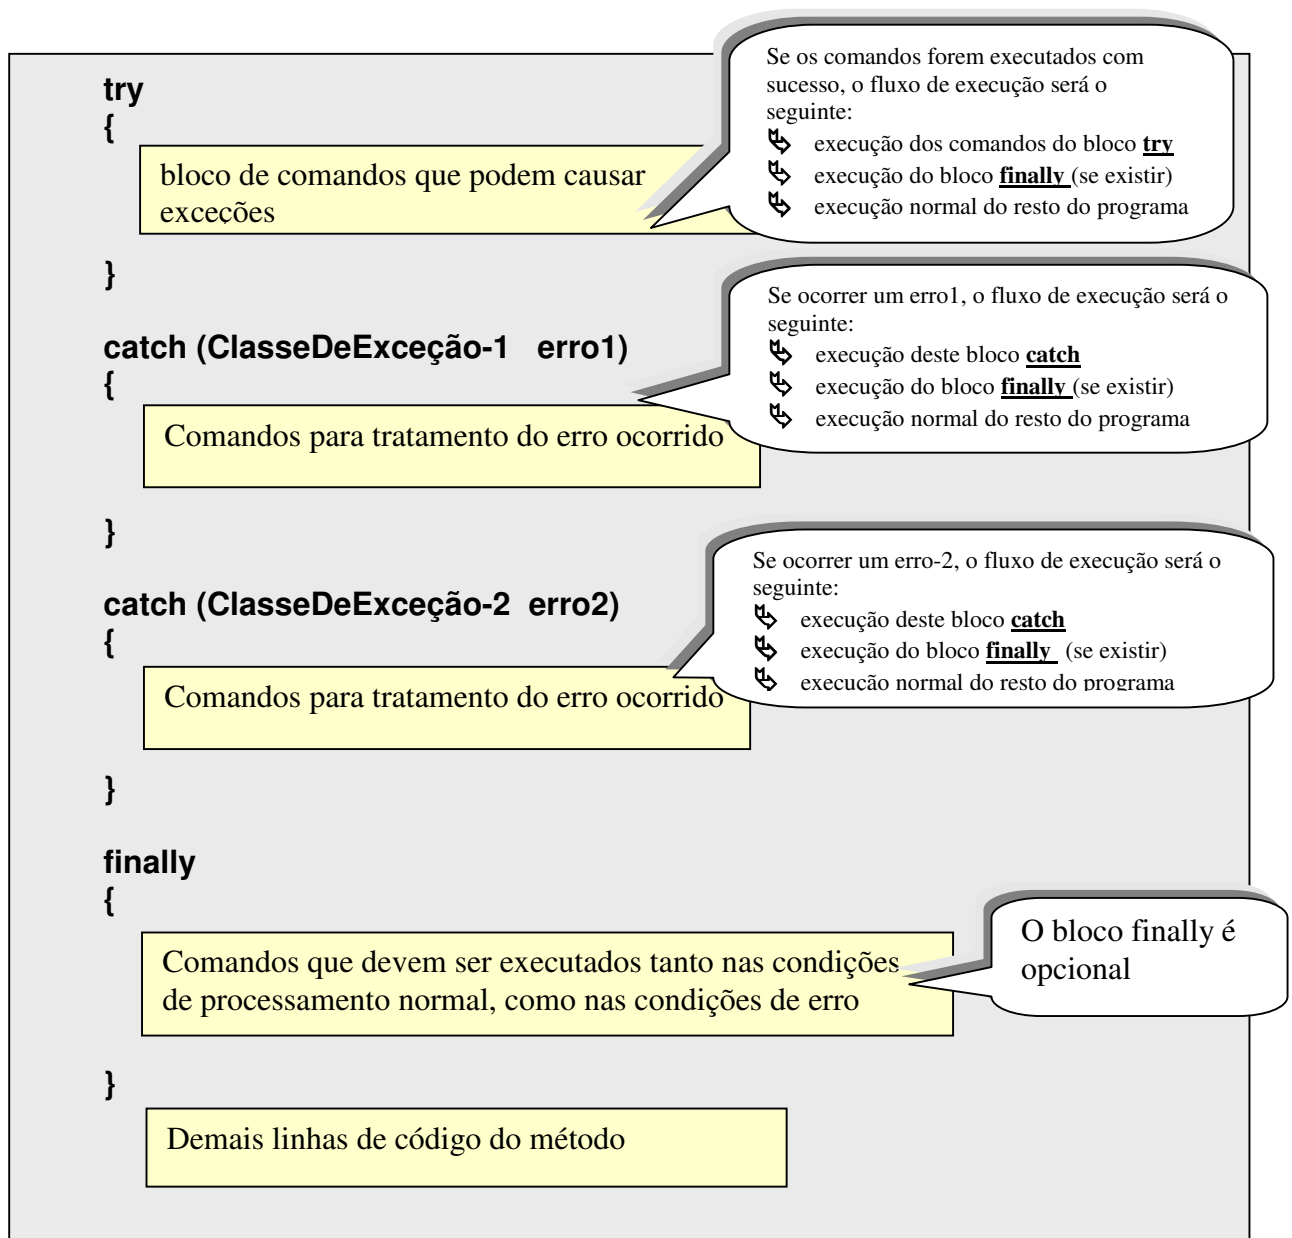 try
{
bloco de comandos que podem causar
exceções
}
Se os comandos forem executados com
sucesso, o fluxo de execução será o
seguinte:
execução dos comandos do bloco try
execução do bloco finally (se existir)
execução normal do resto do programa
catch (ClasseDeExceção-1 erro1)
{
Comandos para tratamento do erro ocorrido
}
Se ocorrer um erro1, o fluxo de execução será o
seguinte:
execução deste bloco catch
execução do bloco finally (se existir)
execução normal do resto do programa
catch (ClasseDeExceção-2 erro2)
{
Comandos para tratamento do erro ocorrido
}
Se ocorrer um erro-2, o fluxo de execução será o
seguinte:
execução deste bloco catch
execução do bloco finally (se existir)
execução normal do resto do programa
finally
{
Comandos que devem ser executados tanto nas condições
de processamento normal, como nas condições de erro
}
O bloco finally é
opcional
Demais linhas de código do método